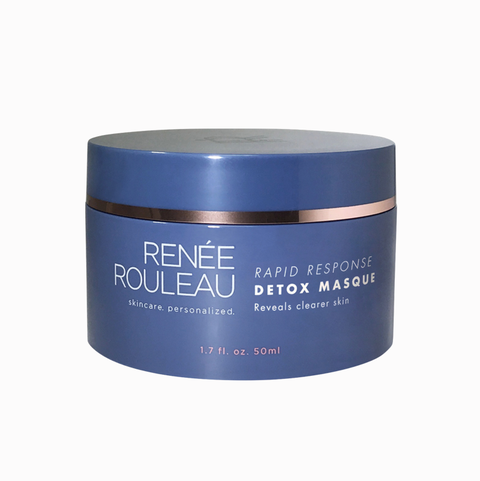 RENÉE
ROULEAU
skincare. personalized.
RAPID RESPONSE
DETOX MASQUE
Reveals clearer skin
1.7 fl. oz. 50ml